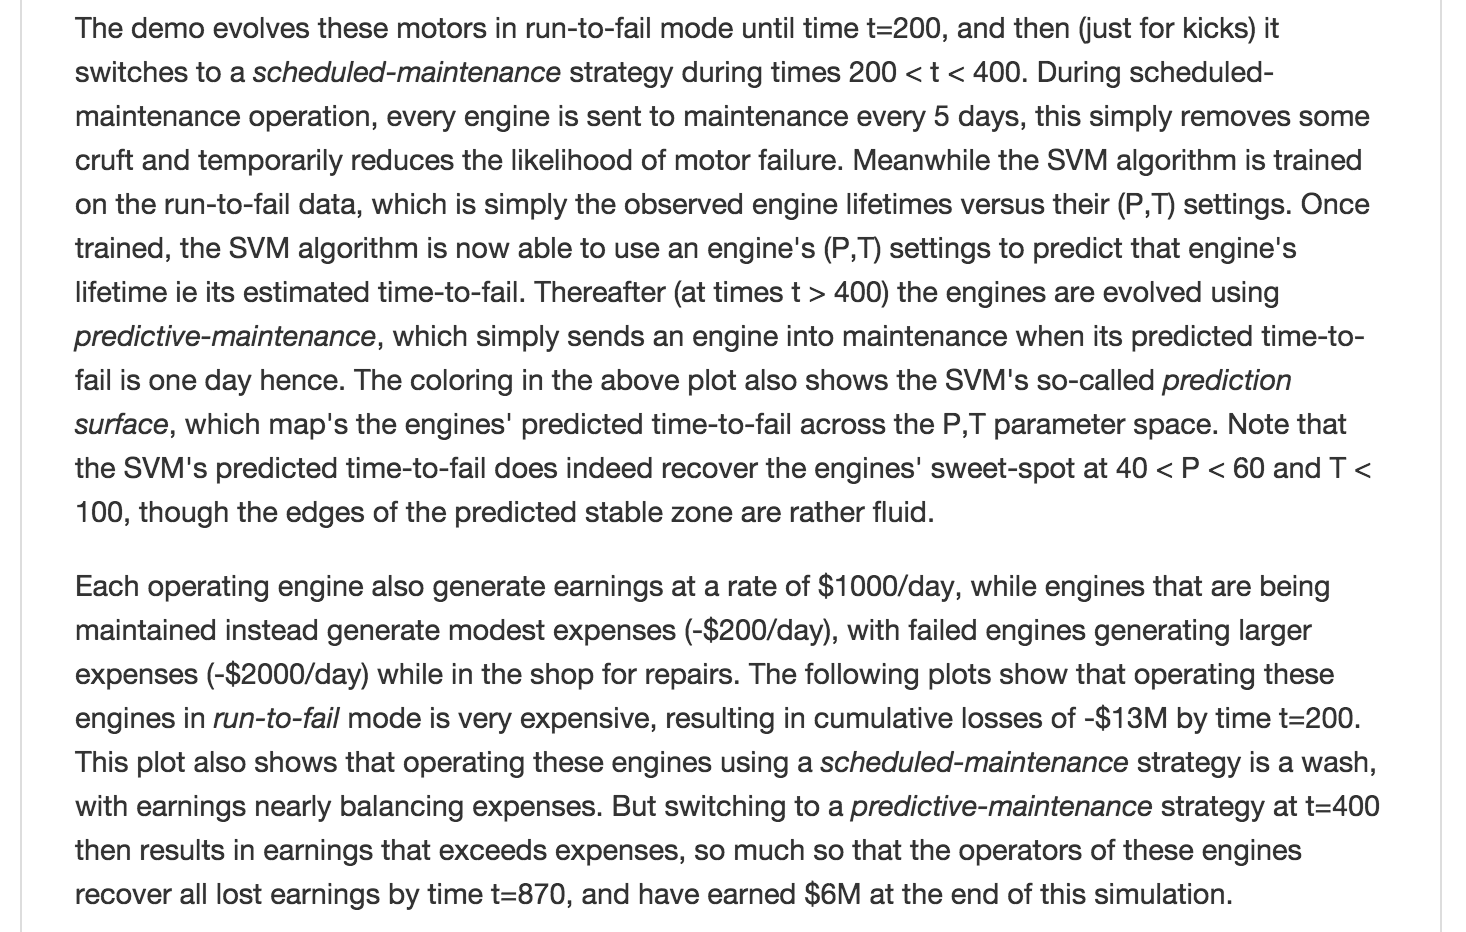 The demo evolves these motors in run-to-fail mode until time t=200, and then (just for kicks) it
switches to a scheduled-maintenance strategy during times 200 < t < 400. During scheduled-
maintenance operation, every engine is sent to maintenance every 5 days, this simply removes some
cruft and temporarily reduces the likelihood of motor failure. Meanwhile the SVM algorithm is trained
on the run-to-fail data, which is simply the observed engine lifetimes versus their (P,T) settings. Once
trained, the SVM algorithm is now able to use an engine's (P,T) settings to predict that engine's
lifetime ie its estimated time-to-fail. Thereafter (at times t > 400) the engines are evolved using
predictive-maintenance, which simply sends an engine into maintenance when its predicted time-to-
fail is one day hence. The coloring in the above plot also shows the SVM's so-called prediction
surface, which map's the engines' predicted time-to-fail across the P,T parameter space. Note that
the SVM's predicted time-to-fail does indeed recover the engines' sweet-spot at 40 < P < 60 and T <
100, though the edges of the predicted stable zone are rather fluid.
Each operating engine also generate earnings at a rate of $1000/day, while engines that are being
maintained instead generate modest expenses (-$200/day), with failed engines generating larger
expenses (-$2000/day) while in the shop for repairs. The following plots show that operating these
engines in run-to-fail mode is very expensive, resulting in cumulative losses of -$13M by time t=200.
This plot also shows that operating these engines using a scheduled-maintenance strategy is a wash,
with earnings nearly balancing expenses. But switching to a predictive-maintenance strategy at t=400
then results in earnings that exceeds expenses, so much so that the operators of these engines
recover all lost earnings by time t=870, and have earned $6M at the end of this simulation.